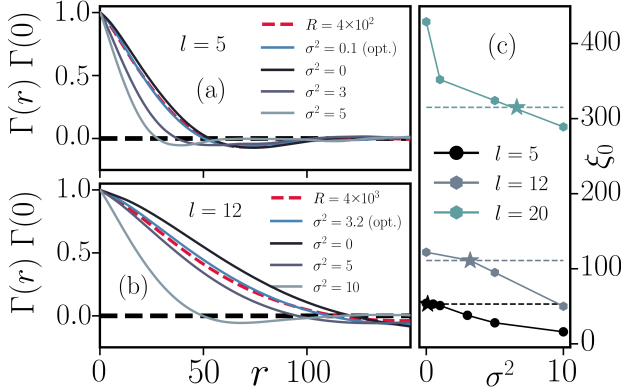 Γ(r) Γ(0)
1.0
0.5
0.0
l = 5
(a)
R = 4×10²
σ² = 0.1 (opt.)
σ² = 0
σ² = 3
σ² = 5
Γ(r) Γ(0)
1.0
0.5
0.0
l = 12
(b)
R = 4×10³
σ² = 3.2 (opt.)
σ² = 0
σ² = 5
σ² = 10
0 50 100
r
(c)
l = 5
l = 12
l = 20
400
300
200
100
0
ξ₀
0 10
σ²